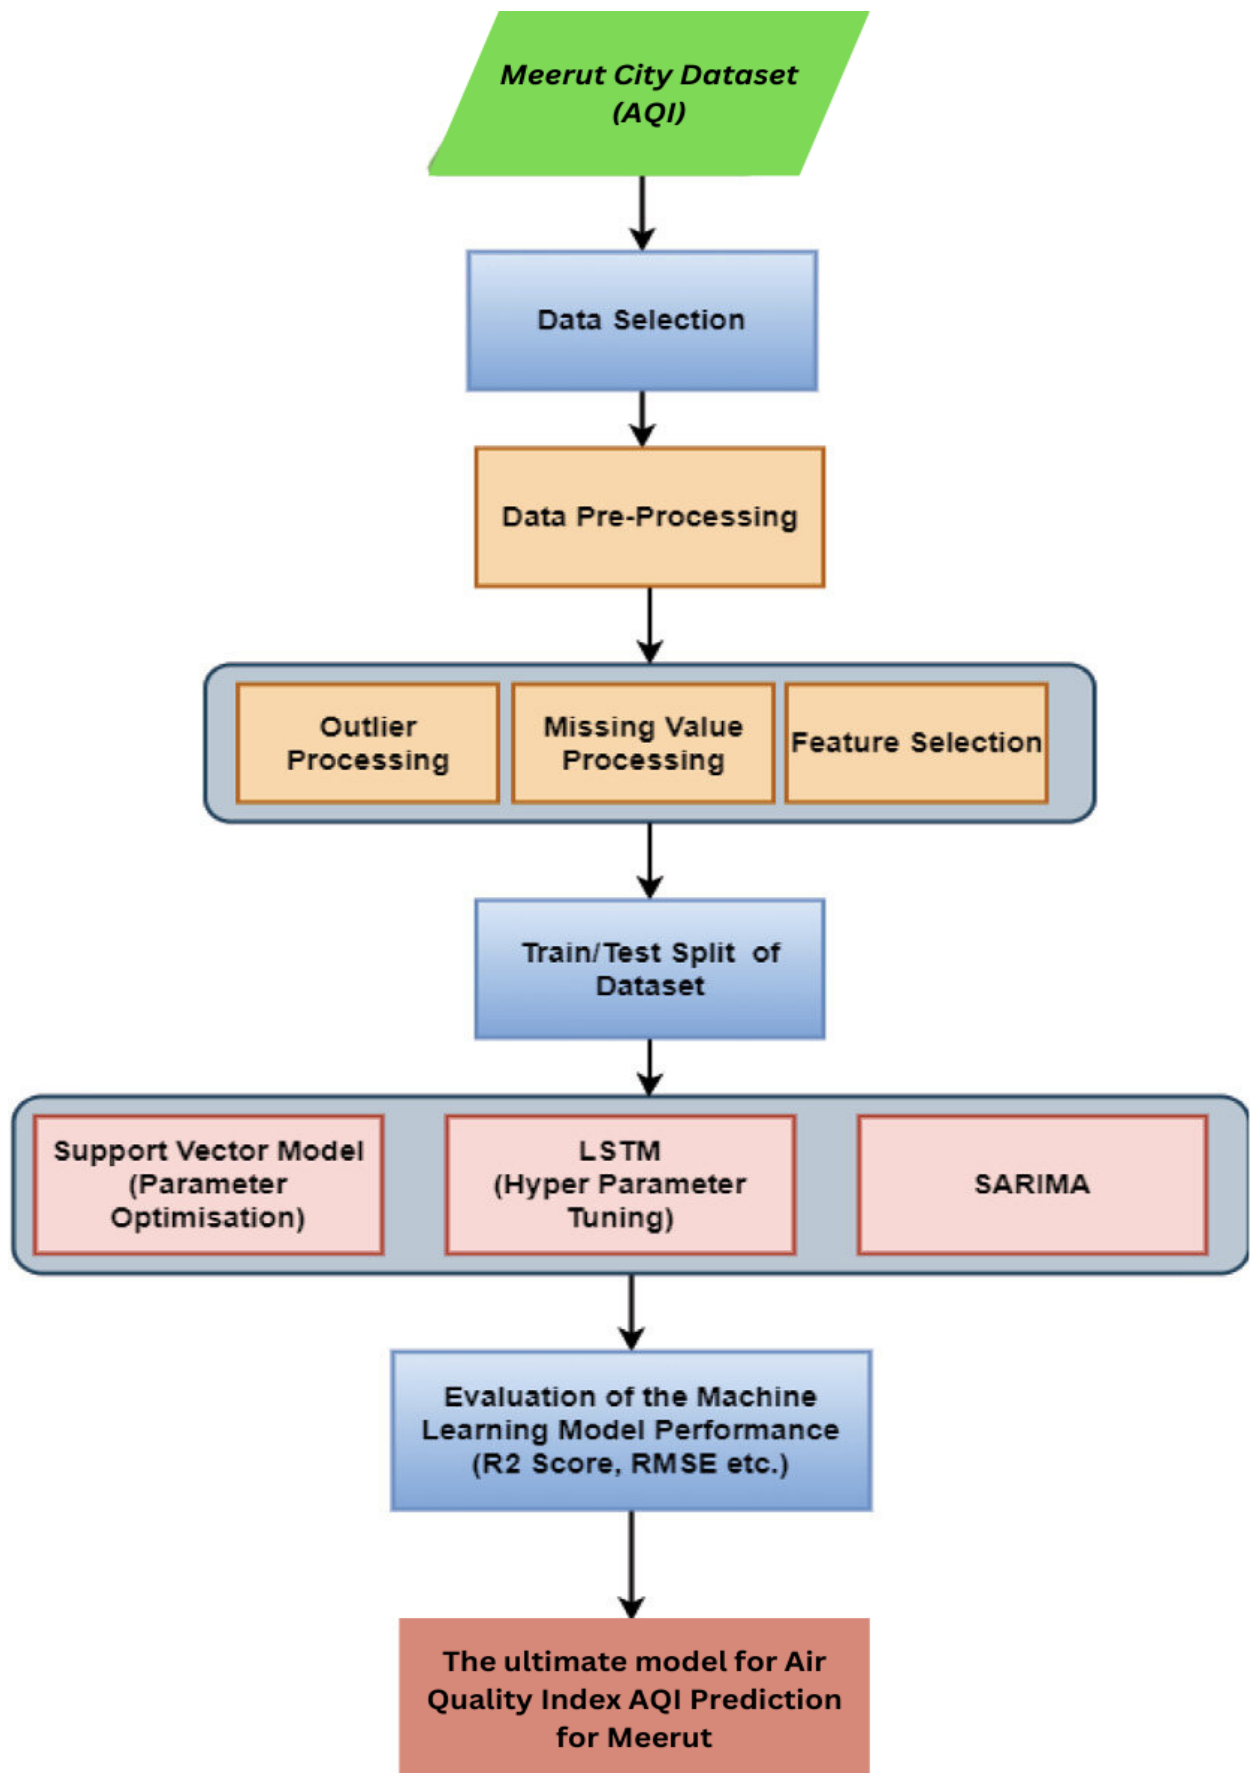 Meerut City Dataset
(AQI)
Data Selection
Data Pre-Processing
Outlier
Processing
Missing Value
Processing
Feature Selection
Train/Test Split of
Dataset
Support Vector Model
(Parameter
Optimisation)
LSTM
(Hyper Parameter
Tuning)
SARIMA
Evaluation of the Machine
Learning Model Performance
(R2 Score, RMSE etc.)
The ultimate model for Air
Quality Index AQI Prediction
for Meerut